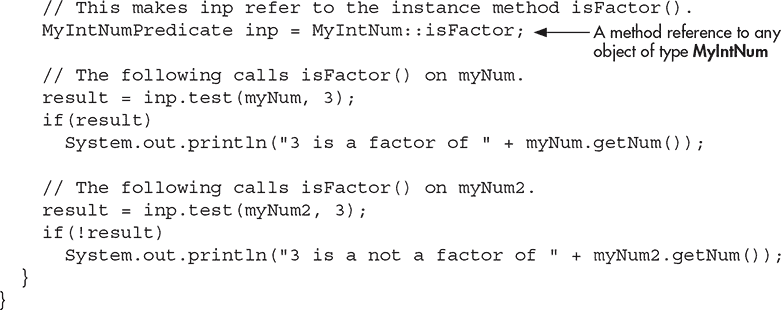 // This makes inp refer to the instance method isFactor().
MyIntNumPredicate inp = MyIntNum::isFactor;
A method reference to any
object of type MyIntNum
// The following calls isFactor() on myNum.
result = inp.test(myNum, 3);
if(result)
System.out.println("3 is a factor of " + myNum.getNum());
// The following calls isFactor() on myNum2.
result = inp.test(myNum2, 3);
if(!result)
System.out.println("3 is a not a factor of " + myNum2.getNum());
}
}